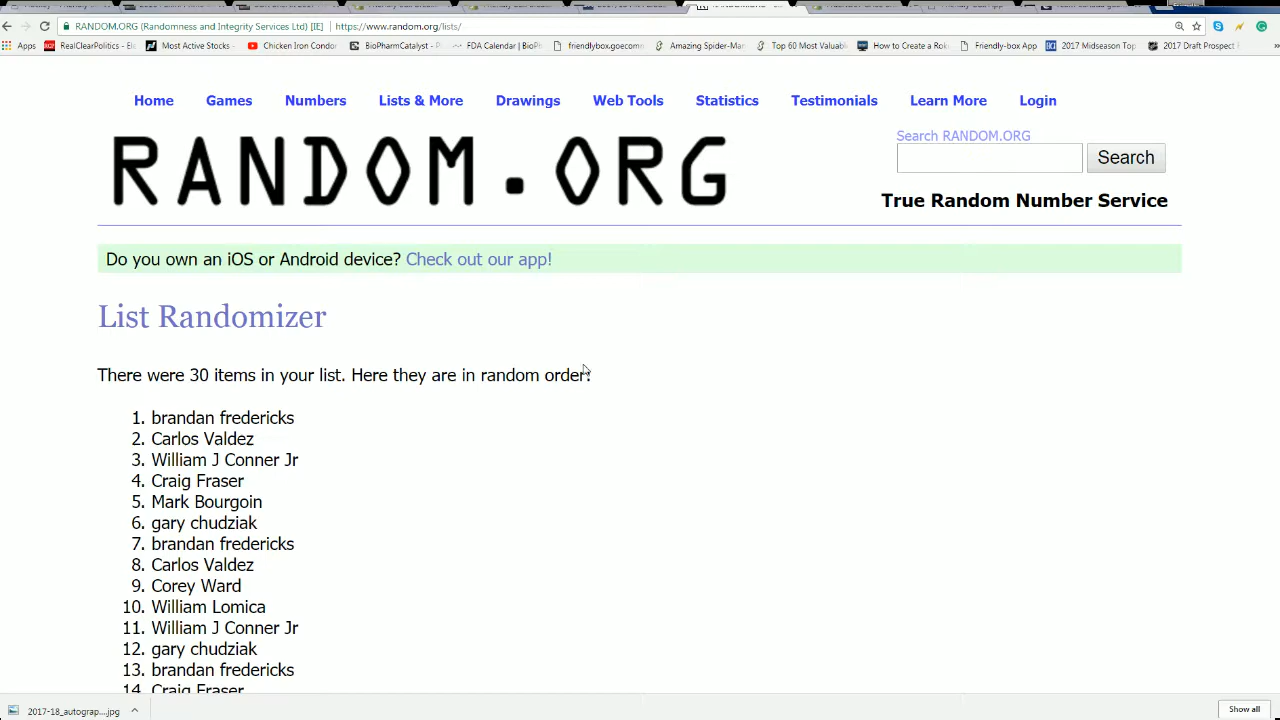 RANDOM.ORG (Randomness and Integrity Services Ltd) [IE] https://www.random.org/lists/
Apps RealClearPolitics - Ele Most Active Stocks - Chicken Iron Condor BioPharmCatalyst - P FDA Calendar | BioP friendlybox.goecomm Amazing Spider-Man Top 60 Most Valuabl How to Create a Roki Friendly-box App 2017 Midseason Top 2017 Draft Prospect
Home Games Numbers Lists & More Drawings Web Tools Statistics Testimonials Learn More Login
RANDOM.ORG
Search RANDOM.ORG
Search
True Random Number Service
Do you own an iOS or Android device? Check out our app!
List Randomizer
There were 30 items in your list. Here they are in random order:
1. brandan fredericks
2. Carlos Valdez
3. William J Conner Jr
4. Craig Fraser
5. Mark Bourgoin
6. gary chudziak
7. brandan fredericks
8. Carlos Valdez
9. Corey Ward
10. William Lomica
11. William J Conner Jr
12. gary chudziak
13. brandan fredericks
14. Craig Fraser
2017-18_autograp....jpg Show all